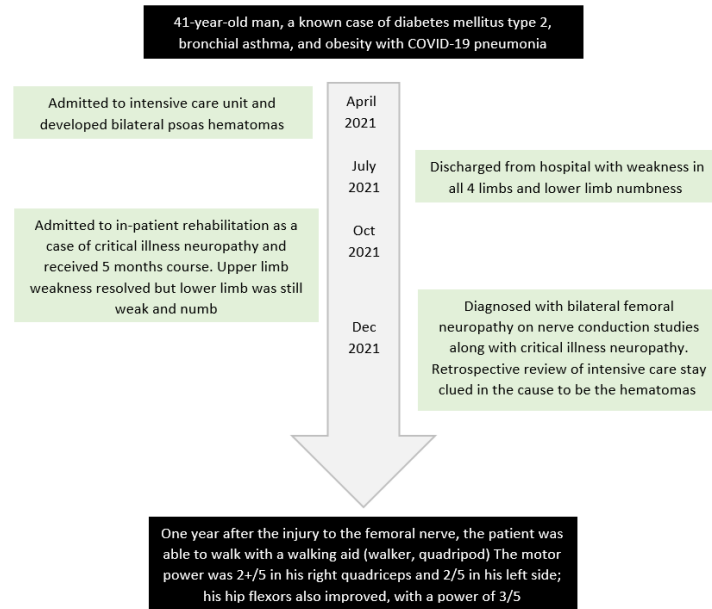 41-year-old man, a known case of diabetes mellitus type 2,
bronchial asthma, and obesity with COVID-19 pneumonia
Admitted to intensive care unit and
developed bilateral psoas hematomas
April
2021
July
2021
Discharged from hospital with weakness in
all 4 limbs and lower limb numbness
Admitted to in-patient rehabilitation as a
case of critical illness neuropathy and
received 5 months course. Upper limb
weakness resolved but lower limb was still
weak and numb
Oct
2021
Dec
2021
Diagnosed with bilateral femoral
neuropathy on nerve conduction studies
along with critical illness neuropathy.
Retrospective review of intensive care stay
clued in the cause to be the hematomas
One year after the injury to the femoral nerve, the patient was
able to walk with a walking aid (walker, quadripod) The motor
power was 2+/5 in his right quadriceps and 2/5 in his left side;
his hip flexors also improved, with a power of 3/5